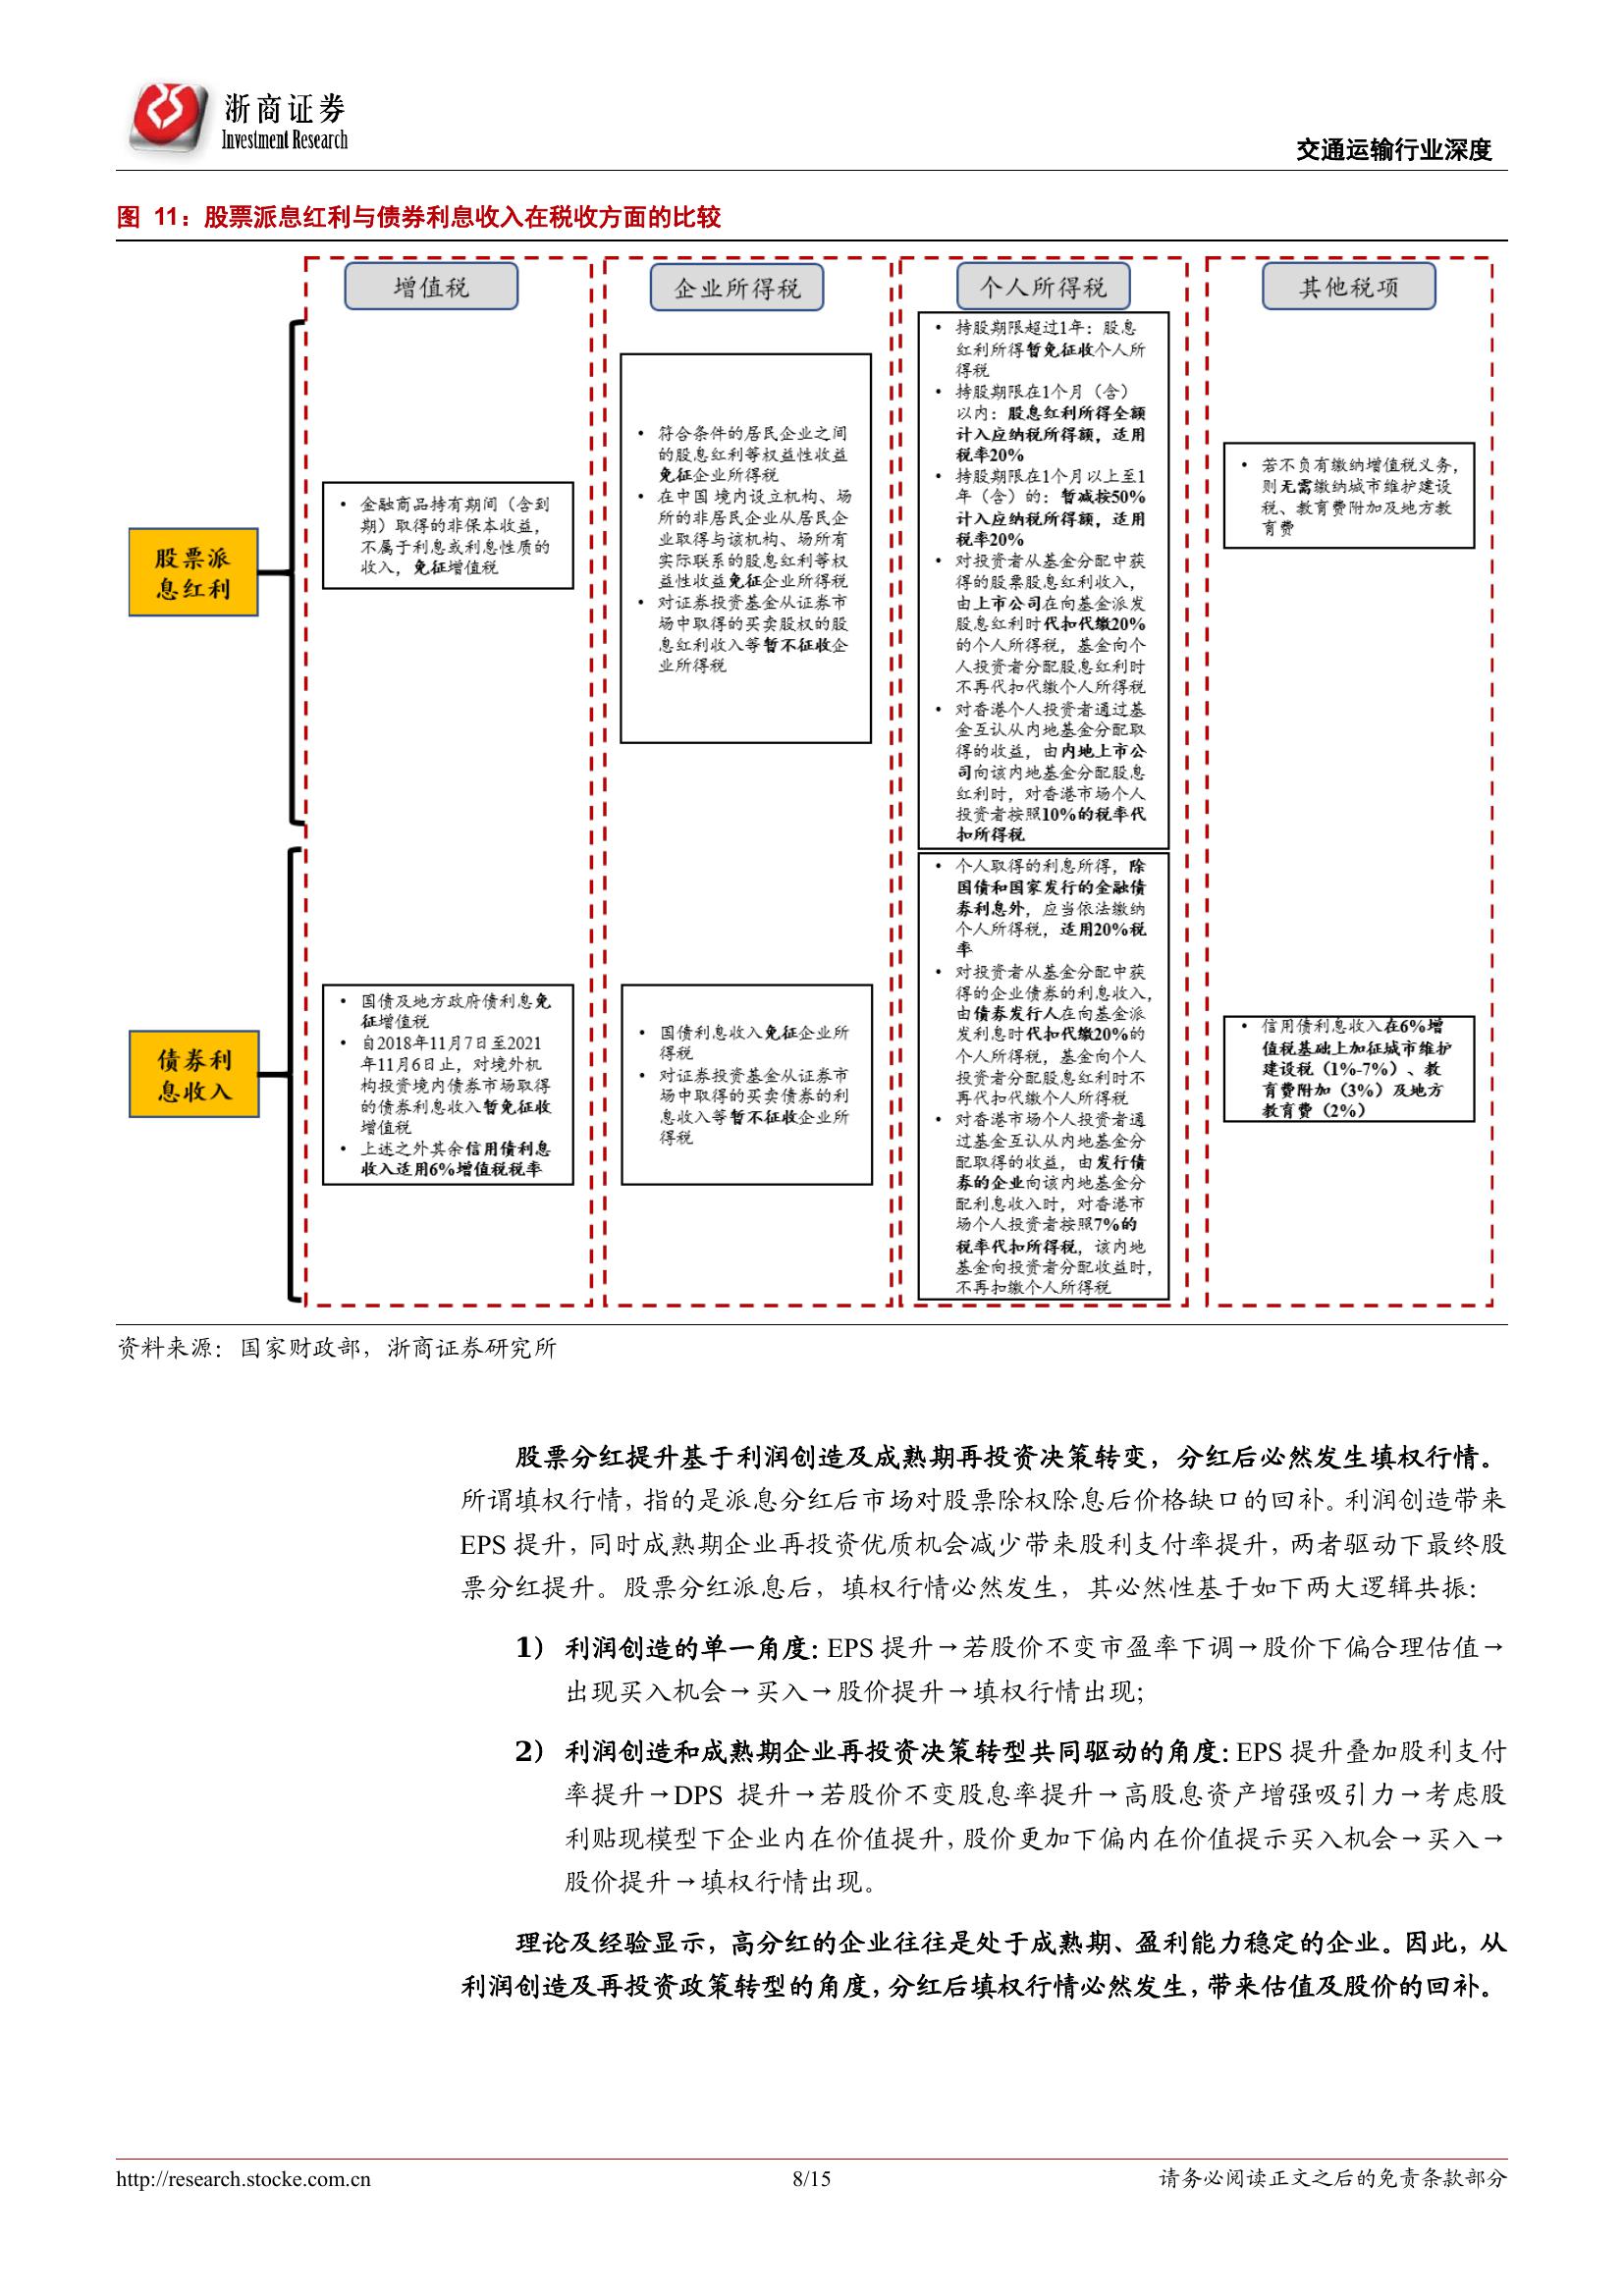 浙商证券
Investment Research
交通运输行业深度
图 11：股票派息红利与债券利息收入在税收方面的比较
增值税
企业所得税
个人所得税
其他税项
股票派
息红利
• 金融商品持有期间（含到
期）取得的非保本收益，
不属于利息或利息性质的
收入，免征增值税
• 符合条件的居民企业之间
的股息红利等权益性收益
免征企业所得税
• 在中国 境内设立机构、场
所的非居民企业从居民企
业取得与该机构、场所有
实际联系的股息红利等权
益性收益免征企业所得税
• 对证券投资基金从证券市
场中取得的买卖股权的股
息红利收入等暂不征收企
业所得税
• 持股期限超过1年：股息
红利所得暂免征收个人所
得税
• 持股期限在1个月（含）
以内：股息红利所得全额
计入应纳税所得额，适用
税率20%
• 持股期限在1个月以上至1
年（含）的：暂减按50%
计入应纳税所得额，适用
税率20%
• 对投资者从基金分配中获
得的股票股息红利收入，
由上市公司在向基金派发
股息红利时代扣代缴20%
的个人所得税，基金向个
人投资者分配股息红利时
不再代扣代缴个人所得税
• 对香港个人投资者通过基
金互认从内地基金分配取
得的收益，由内地上市公
司向该内地基金分配股息
红利时，对香港市场个人
投资者按照10%的税率代
扣所得税
• 若不负有缴纳增值税义务，
则无需缴纳城市维护建设
税、教育费附加及地方教
育费
债券利
息收入
• 国债及地方政府债利息免
征增值税
• 自2018年11月7日至2021
年11月6日止，对境外机
构投资境内债券市场取得
的债券利息收入暂免征收
增值税
• 上述之外其余信用债利息
收入适用6%增值税税率
• 国债利息收入免征企业所
得税
• 对证券投资基金从证券市
场中取得的买卖债券的利
息收入等暂不征收企业所
得税
• 个人取得的利息所得，除
国债和国家发行的金融债
券利息外，应当依法缴纳
个人所得税，适用20%税
率
• 对投资者从基金分配中获
得的企业债券的利息收入，
由债券发行人在向基金派
发利息时代扣代缴20%的
个人所得税，基金向个人
投资者分配股息红利时不
再代扣代缴个人所得税
• 对香港市场个人投资者通
过基金互认从内地基金分
配取得的收益，由发行债
券的企业向该内地基金分
配利息收入时，对香港市
场个人投资者按照7%的
税率代扣所得税，该内地
基金向投资者分配收益时，
不再扣缴个人所得税
• 信用债利息收入在6%增
值税基础上加征城市维护
建设税（1%-7%）、教
育费附加（3%）及地方
教育费（2%）
资料来源：国家财政部，浙商证券研究所
股票分红提升基于利润创造及成熟期再投资决策转变，分红后必然发生填权行情。
所谓填权行情，指的是派息分红后市场对股票除权除息后价格缺口的回补。利润创造带来
EPS 提升，同时成熟期企业再投资优质机会减少带来股利支付率提升，两者驱动下最终股
票分红提升。股票分红派息后，填权行情必然发生，其必然性基于如下两大逻辑共振：
1） 利润创造的单一角度：EPS 提升→若股价不变市盈率下调→股价下偏合理估值→
出现买入机会→买入→股价提升→填权行情出现；
2） 利润创造和成熟期企业再投资决策转型共同驱动的角度：EPS 提升叠加股利支付
率提升→DPS 提升→若股价不变股息率提升→高股息资产增强吸引力→考虑股
利贴现模型下企业内在价值提升，股价更加下偏内在价值提示买入机会→买入→
股价提升→填权行情出现。
理论及经验显示，高分红的企业往往是处于成熟期、盈利能力稳定的企业。因此，从
利润创造及再投资政策转型的角度，分红后填权行情必然发生，带来估值及股价的回补。
http://research.stocke.com.cn
8/15
请务必阅读正文之后的免责条款部分